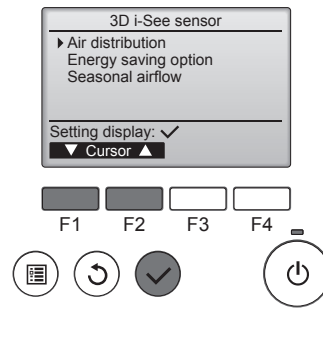 3D i-See sensor
Air distribution
Energy saving option
Seasonal airflow
Setting display:
Cursor
F1 F2 F3 F4